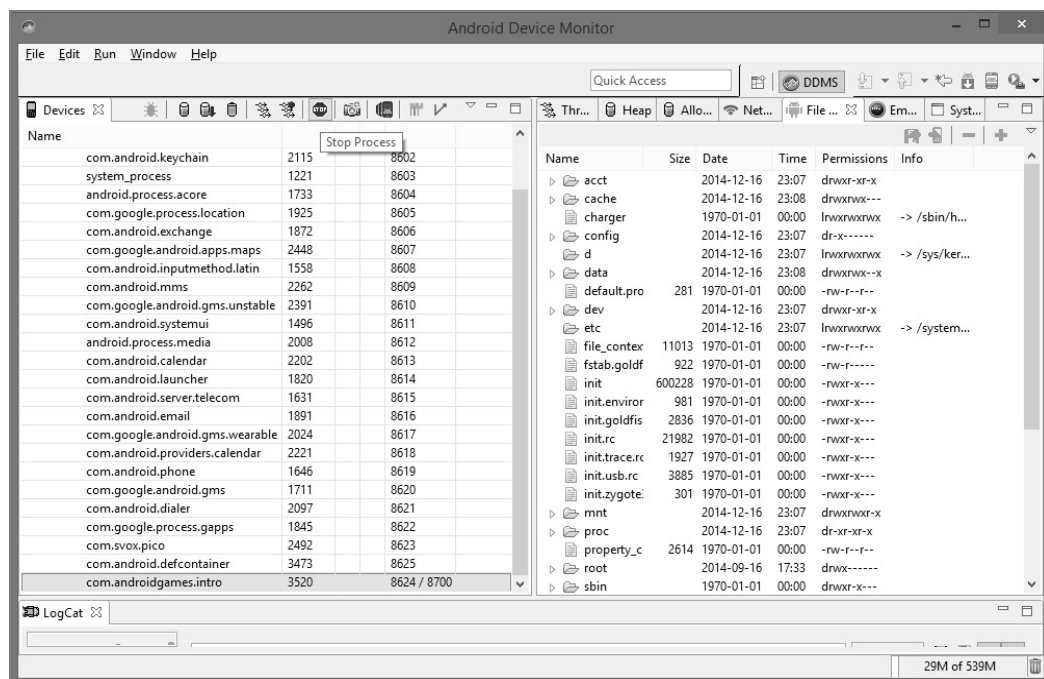 Android Device Monitor
File Edit Run Window Help
Quick Access DDMS
Devices
Stop Process
Name
com.android.keychain 2115 8602
system_process 1221 8603
android.process.acore 1733 8604
com.google.process.location 1925 8605
com.android.exchange 1872 8606
com.google.android.apps.maps 2448 8607
com.android.inputmethod.latin 1558 8608
com.android.mms 2262 8609
com.google.android.gms.unstable 2391 8610
com.android.systemui 1496 8611
android.process.media 2008 8612
com.android.calendar 2202 8613
com.android.launcher 1820 8614
com.android.server.telecom 1631 8615
com.android.email 1891 8616
com.google.android.gms.wearable 2024 8617
com.android.providers.calendar 2221 8618
com.android.phone 1646 8619
com.google.android.gms 1711 8620
com.android.dialer 2097 8621
com.google.process.gapps 1845 8622
com.svox.pico 2492 8623
com.android.defcontainer 3473 8625
com.androidgames.intro 3520 8624 / 8700
Thr... Heap Allo... Net... File ... Em... Syst...
Name Size Date Time Permissions Info
acct 2014-12-16 23:07 drwxr-xr-x
cache 2014-12-16 23:08 drwxrwx---
charger 1970-01-01 00:00 lrwxrwxrwx -> /sbin/h...
config 2014-12-16 23:07 dr-x------
d 2014-12-16 23:07 lrwxrwxrwx -> /sys/ker...
data 2014-12-16 23:08 drwxrwx--x
default.pro 281 1970-01-01 00:00 -rw-r--r--
dev 2014-12-16 23:07 drwxr-xr-x
etc 2014-12-16 23:07 lrwxrwxrwx -> /system...
file_contex 11013 1970-01-01 00:00 -rw-r--r--
fstab.goldf 922 1970-01-01 00:00 -rw-r-----
init 600228 1970-01-01 00:00 -rwxr-x---
init.enviror 981 1970-01-01 00:00 -rwxr-x---
init.goldfis 2836 1970-01-01 00:00 -rwxr-x---
init.rc 21982 1970-01-01 00:00 -rwxr-x---
init.trace.rc 1927 1970-01-01 00:00 -rwxr-x---
init.usb.rc 3885 1970-01-01 00:00 -rwxr-x---
init.zygote: 301 1970-01-01 00:00 -rwxr-x---
mnt 2014-12-16 23:07 drwxrwxr-x
proc 2014-12-16 23:07 dr-xr-xr-x
property_c 2614 1970-01-01 00:00 -rw-r--r--
root 2014-09-16 17:33 drwx------
sbin 1970-01-01 00:00 drwxr-x---
LogCat
29M of 539M